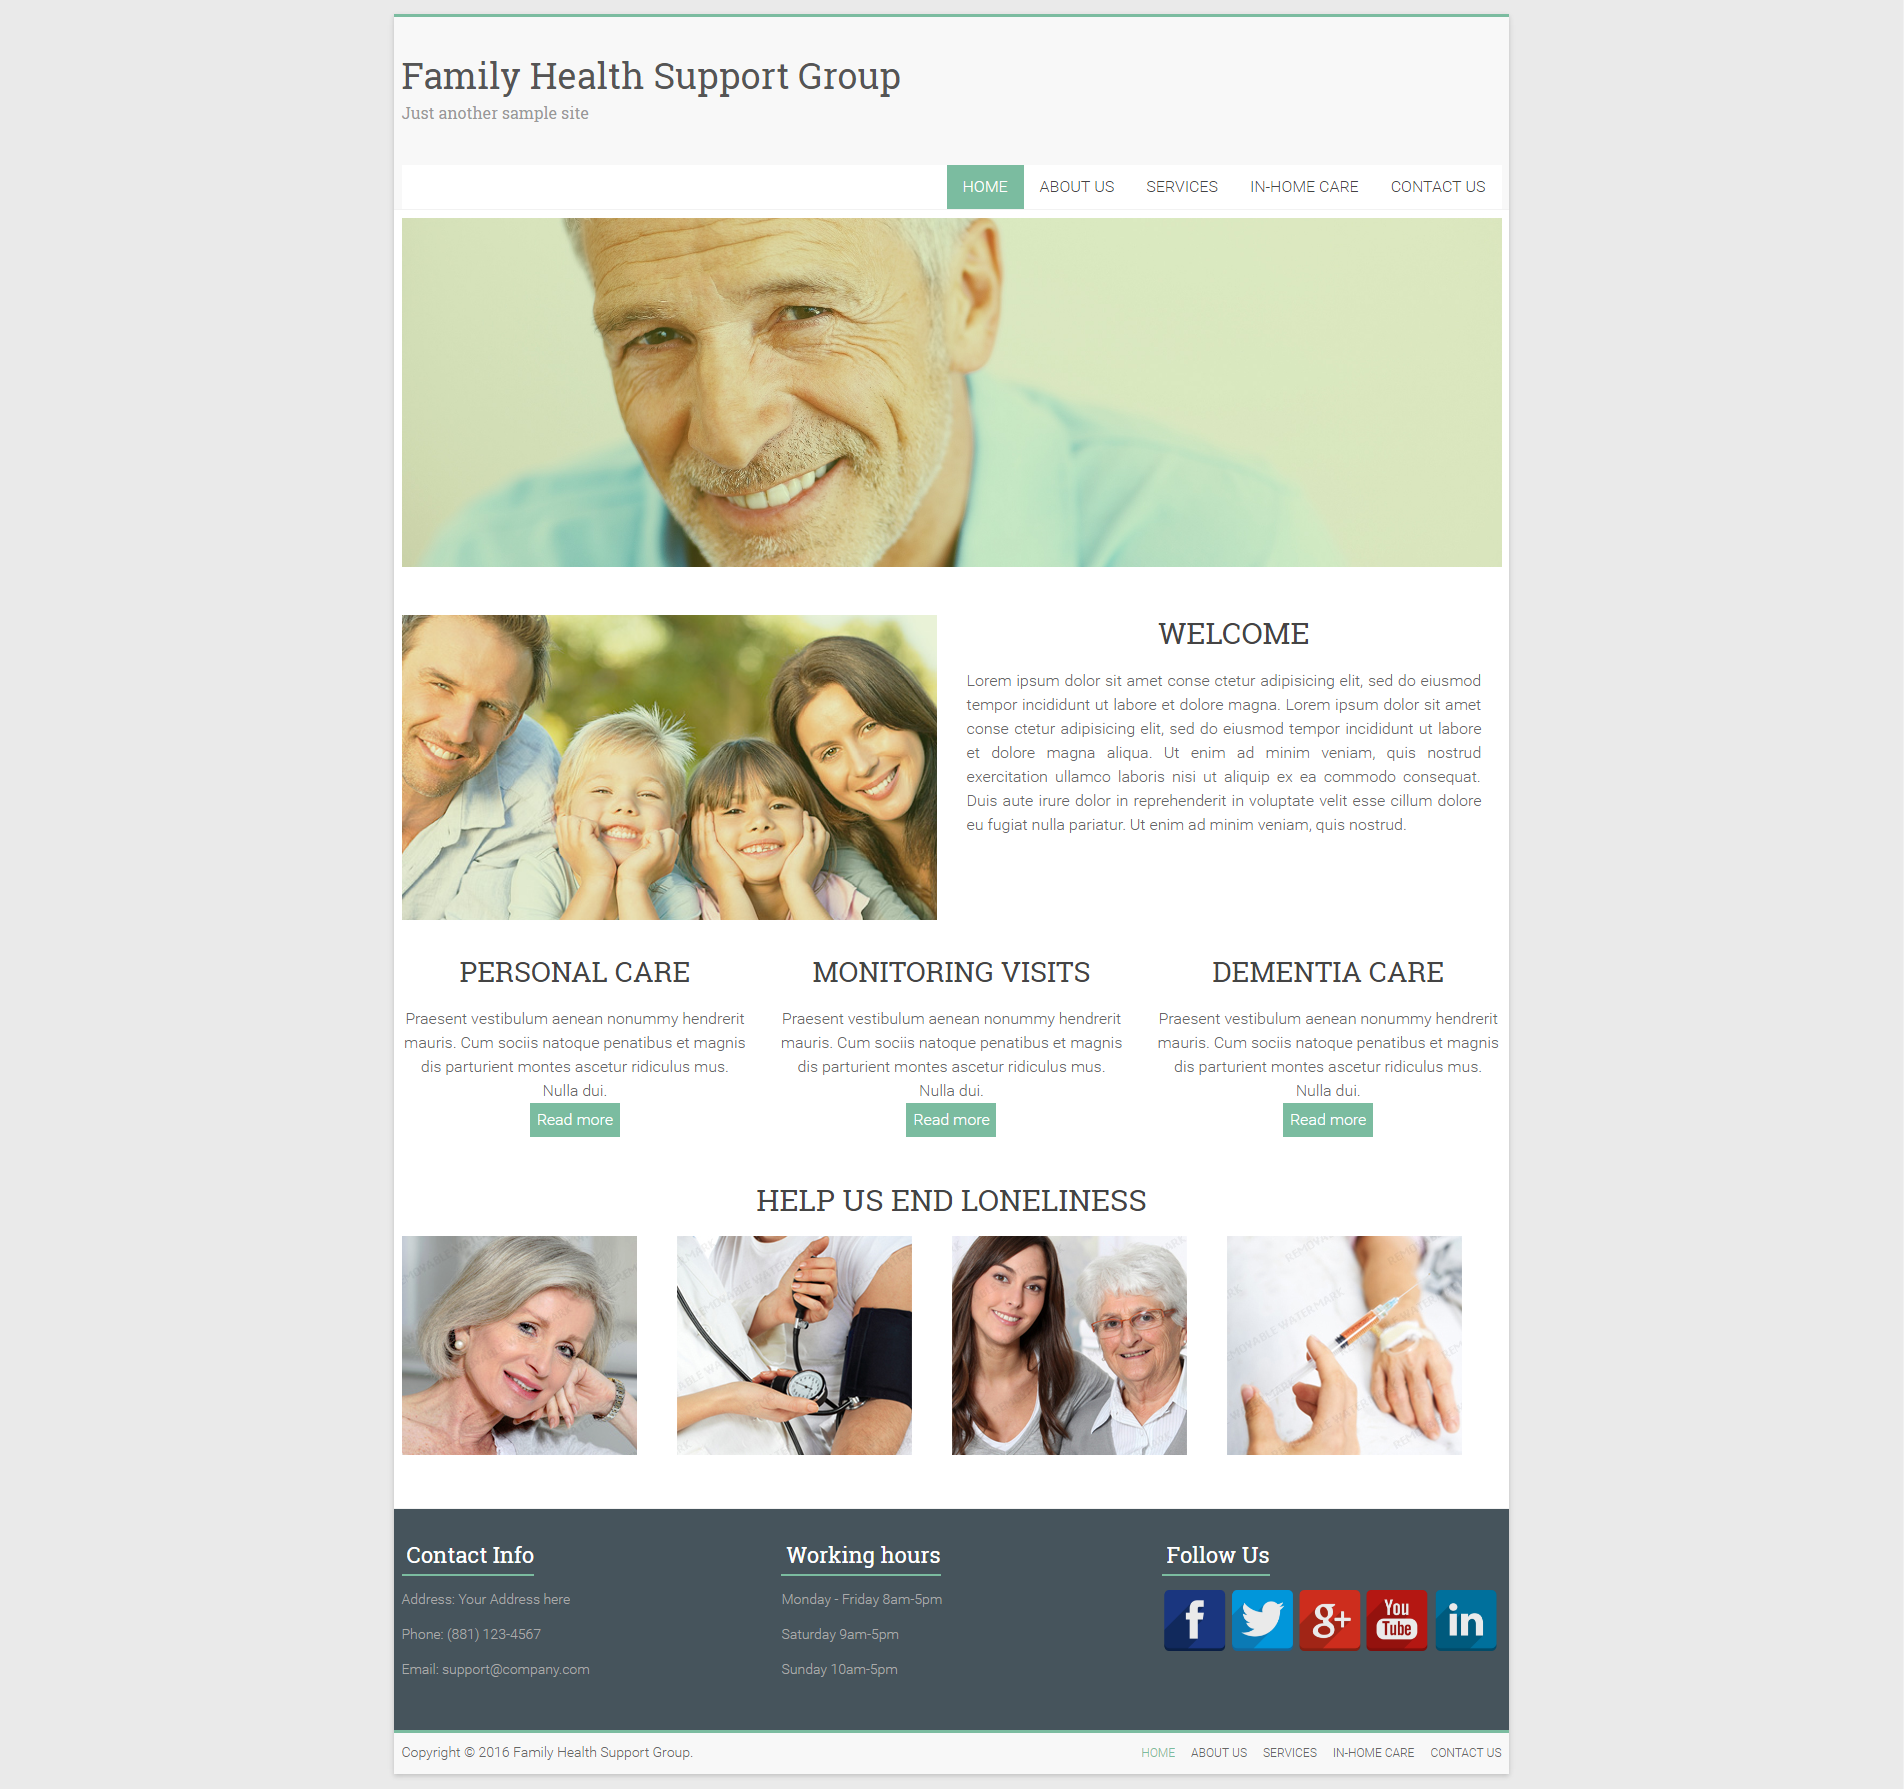 Family Health Support Group
Just another sample site
HOME ABOUT US SERVICES IN-HOME CARE CONTACT US
WELCOME
Lorem ipsum dolor sit amet conse ctetur adipisicing elit, sed do eiusmod
tempor incididunt ut labore et dolore magna. Lorem ipsum dolor sit amet
conse ctetur adipisicing elit, sed do eiusmod tempor incididunt ut labore
et dolore magna aliqua. Ut enim ad minim veniam, quis nostrud
exercitation ullamco laboris nisi ut aliquip ex ea commodo consequat.
Duis aute irure dolor in reprehenderit in voluptate velit esse cillum dolore
eu fugiat nulla pariatur. Ut enim ad minim veniam, quis nostrud.
PERSONAL CARE
Praesent vestibulum aenean nonummy hendrerit
mauris. Cum sociis natoque penatibus et magnis
dis parturient montes ascetur ridiculus mus.
Nulla dui.
Read more
MONITORING VISITS
Praesent vestibulum aenean nonummy hendrerit
mauris. Cum sociis natoque penatibus et magnis
dis parturient montes ascetur ridiculus mus.
Nulla dui.
Read more
DEMENTIA CARE
Praesent vestibulum aenean nonummy hendrerit
mauris. Cum sociis natoque penatibus et magnis
dis parturient montes ascetur ridiculus mus.
Nulla dui.
Read more
HELP US END LONELINESS
Contact Info
Address: Your Address here
Phone: (881) 123-4567
Email: support@company.com
Working hours
Monday - Friday 8am-5pm
Saturday 9am-5pm
Sunday 10am-5pm
Follow Us
f g+ You Tube in
Copyright © 2016 Family Health Support Group.
HOME ABOUT US SERVICES IN-HOME CARE CONTACT US